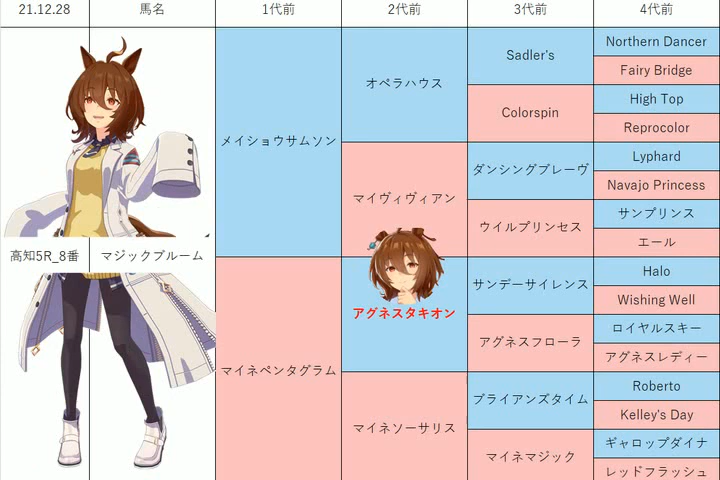 21.12.28 馬名 1代前 2代前 3代前 4代前
高知5R_8番 マジックブルーム
メイショウサムソン
マイネペンタグラム
オペラハウス
マイヴィヴィアン
アグネスタキオン
マイネソーサリス
Sadler's
Colorspin
ダンシングブレーヴ
ウイルプリンセス
サンデーサイレンス
アグネスフローラ
ブライアンズタイム
マイネマジック
Northern Dancer
Fairy Bridge
High Top
Reprocolor
Lyphard
Navajo Princess
サンプリンス
エール
Halo
Wishing Well
ロイヤルスキー
アグネスレディー
Roberto
Kelley's Day
ギャロップダイナ
レッドフラッシュ